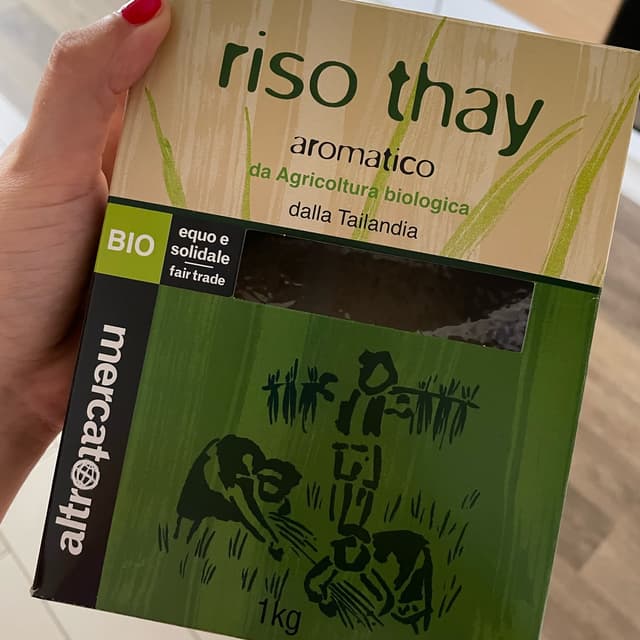 riso thay
aromatico
da Agricoltura biologica
dalla Tailandia
BIO
equo e
solidale
fair trade
altromercato
1kg